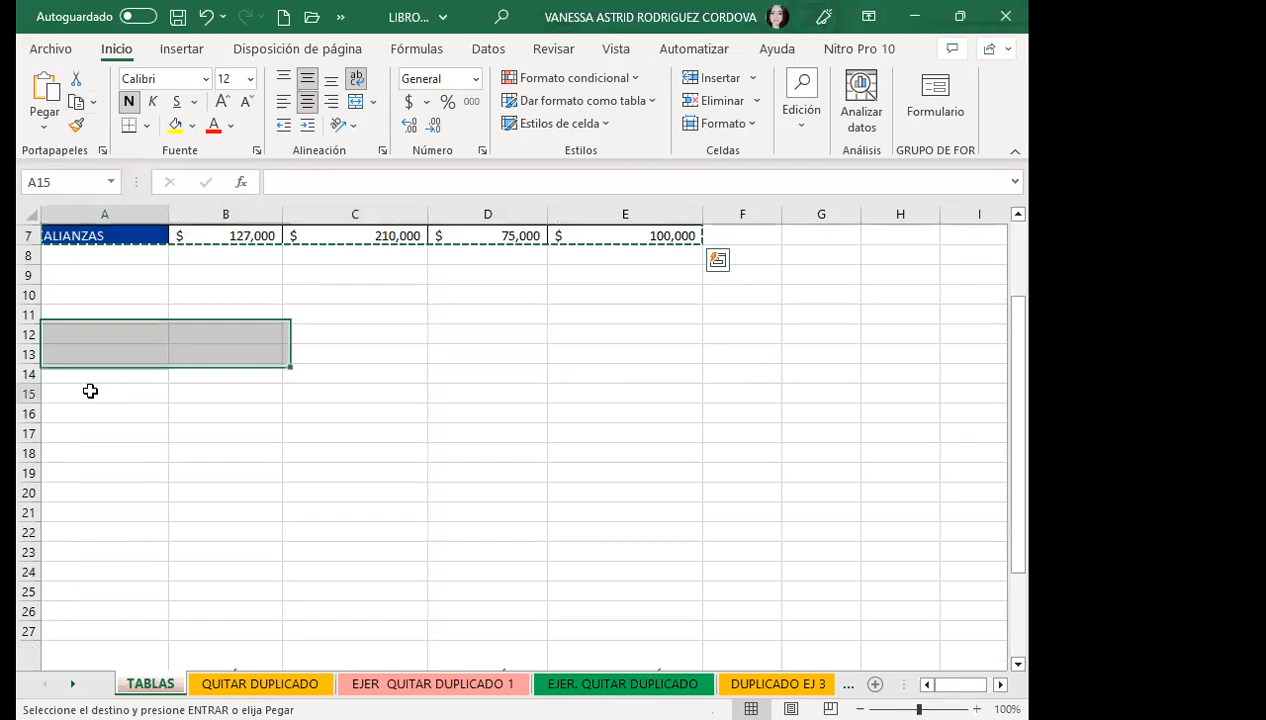 Autoguardado LIBRO... VANESSA ASTRID RODRIGUEZ CORDOVA
Archivo Inicio Insertar Disposición de página Fórmulas Datos Revisar Vista Automatizar Ayuda Nitro Pro 10
Calibri 12 ab General Formato condicional Insertar
Pegar N K S A A $ % 000 Dar formato como tabla Eliminar Edición Analizar datos Formulario
A Estilos de celda Formato
Portapapeles Fuente Alineación Número Estilos Celdas Análisis GRUPO DE FOR
A15 fx
A B C D E F G H I
7 ALIANZAS $ 127,000 $ 210,000 $ 75,000 $ 100,000
8
9
10
11
12
13
14
15
16
17
18
19
20
21
22
23
24
25
26
27
TABLAS QUITAR DUPLICADO EJER QUITAR DUPLICADO 1 EJER. QUITAR DUPLICADO DUPLICADO EJ 3 ...
Seleccione el destino y presione ENTRAR o elija Pegar 100%